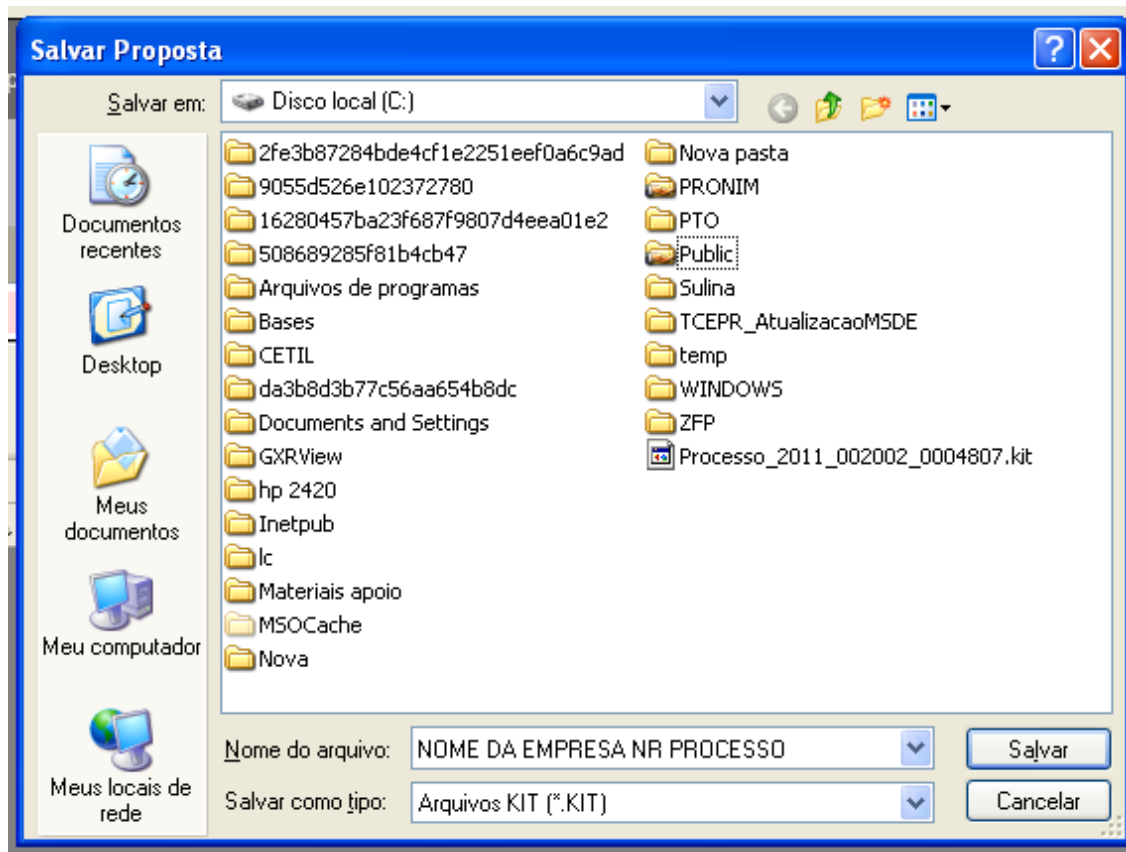 Salvar Proposta
Salvar em:
Disco local (C:)
Documentos
recentes
Desktop
Meus
documentos
Meu computador
Meus locais de
rede
2fe3b87284bde4cf1e2251eef0a6c9ad
9055d526e102372780
16280457ba23f687f9807d4eea01e2
508689285f81b4cb47
Arquivos de programas
Bases
CETIL
da3b8d3b77c56aa654b8dc
Documents and Settings
GXRView
hp 2420
Inetpub
lc
Materiais apoio
MSOCache
Nova
Nova pasta
PRONIM
PTO
Public
Sulina
TCEPR_AtualizacaoMSDE
temp
WINDOWS
ZFP
Processo_2011_002002_0004807.kit
Nome do arquivo:
NOME DA EMPRESA NR PROCESSO
Salvar
Salvar como tipo:
Arquivos KIT (*.KIT)
Cancelar